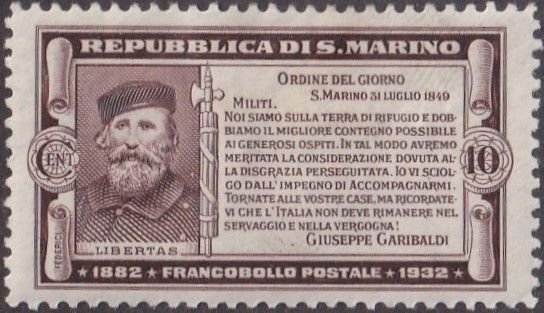 REPUBBLICA DI S. MARINO
ORDINE DEL GIORNO
S. MARINO 31 LUGLIO 1849
MILITI.
NOI SIAMO SULLA TERRA DI RIFUGIO E DOB-
BIAMO IL MIGLIORE CONTEGNO POSSIBILE
AI GENEROSI OSPITI. IN TAL MODO AVREMO
MERITATA LA CONSIDERAZIONE DOVUTA AL-
LA DISGRAZIA PERSEGUITATA. IO VI SCIOL-
GO DALL'IMPEGNO DI ACCOMPAGNARMI.
TORNATE ALLE VOSTRE CASE, MA RICORDATE-
VI CHE L'ITALIA NON DEVE RIMANERE NEL
SERVAGGIO E NELLA VERGOGNA!
GIUSEPPE GARIBALDI
CENT
10
LIBERTAS
FEDERICI
1882 ★ FRANCOBOLLO POSTALE ★ 1932